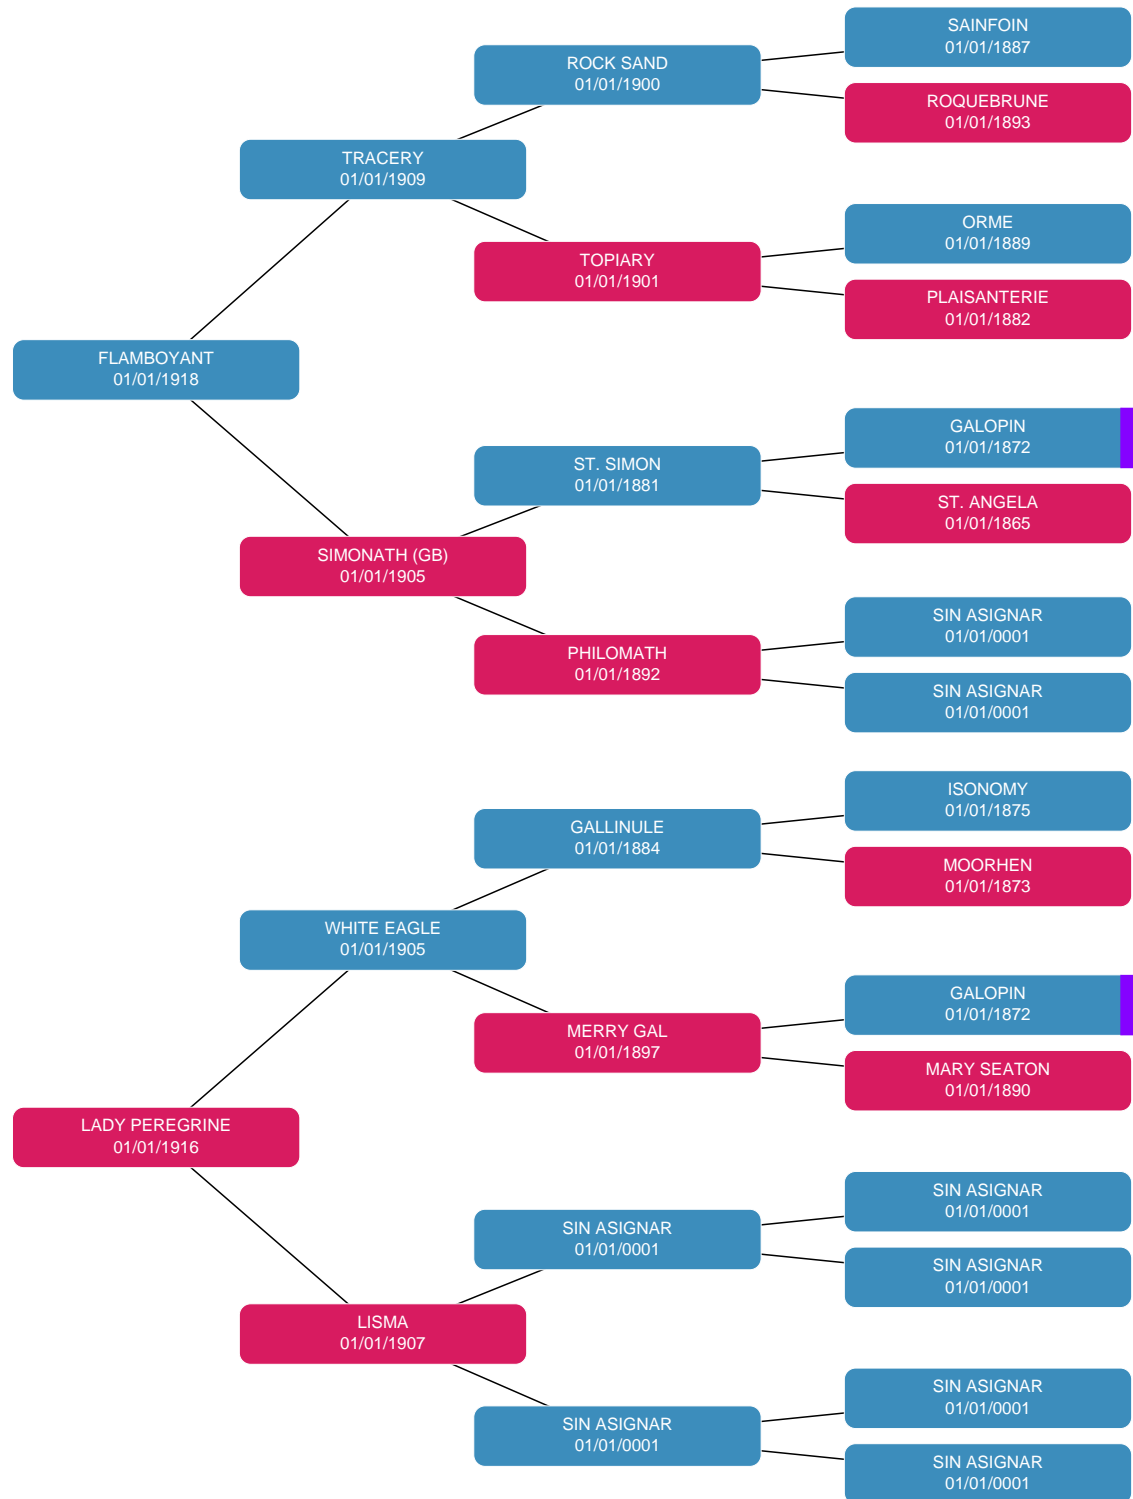 SAINFOIN
01/01/1887
ROCK SAND
01/01/1900
ROQUEBRUNE
01/01/1893
TRACERY
01/01/1909
ORME
01/01/1889
TOPIARY
01/01/1901
PLAISANTERIE
01/01/1882
FLAMBOYANT
01/01/1918
GALOPIN
01/01/1872
ST. SIMON
01/01/1881
ST. ANGELA
01/01/1865
SIMONATH (GB)
01/01/1905
SIN ASIGNAR
01/01/0001
PHILOMATH
01/01/1892
SIN ASIGNAR
01/01/0001
ISONOMY
01/01/1875
GALLINULE
01/01/1884
MOORHEN
01/01/1873
WHITE EAGLE
01/01/1905
GALOPIN
01/01/1872
MERRY GAL
01/01/1897
MARY SEATON
01/01/1890
LADY PEREGRINE
01/01/1916
SIN ASIGNAR
01/01/0001
SIN ASIGNAR
01/01/0001
SIN ASIGNAR
01/01/0001
LISMA
01/01/1907
SIN ASIGNAR
01/01/0001
SIN ASIGNAR
01/01/0001
SIN ASIGNAR
01/01/0001